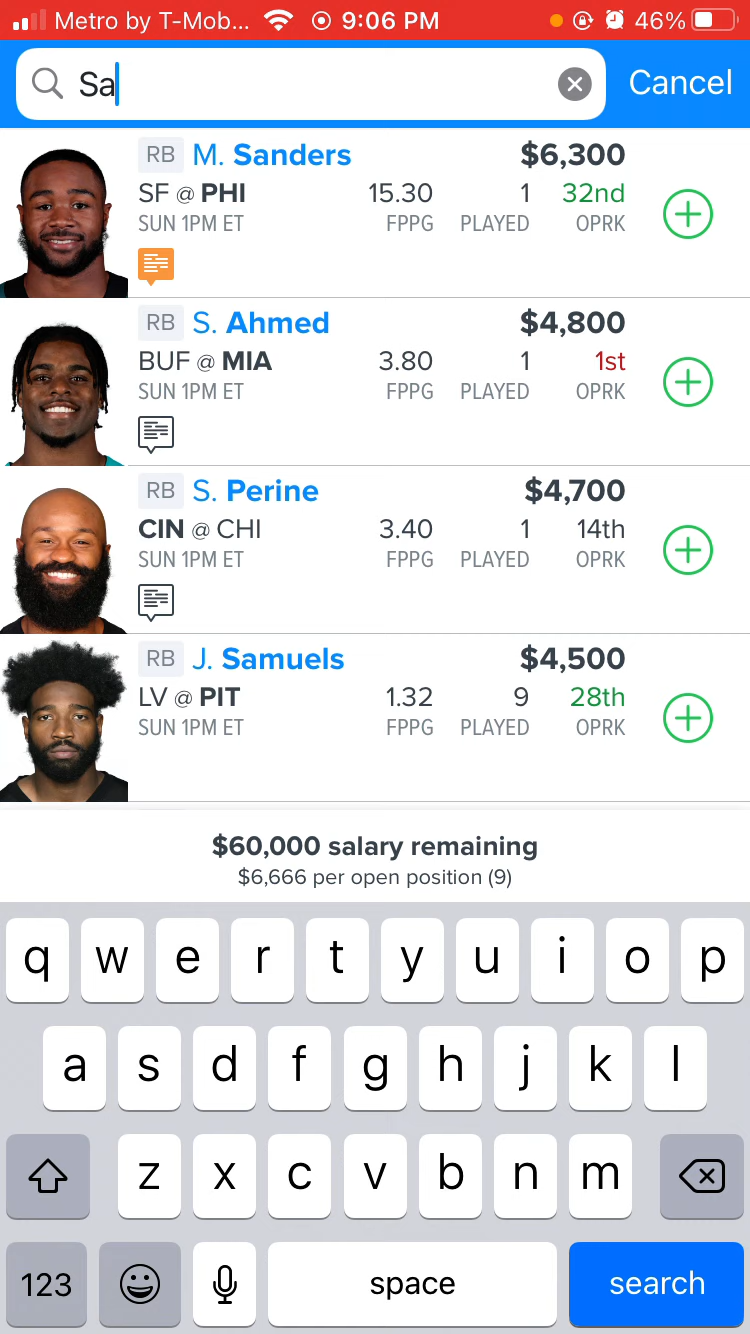 Metro by T-Mob... 9:06 PM 46%
Sa Cancel
RB M. Sanders $6,300
SF @ PHI 15.30 1 32nd
SUN 1PM ET FPPG PLAYED OPRK
RB S. Ahmed $4,800
BUF @ MIA 3.80 1 1st
SUN 1PM ET FPPG PLAYED OPRK
RB S. Perine $4,700
CIN @ CHI 3.40 1 14th
SUN 1PM ET FPPG PLAYED OPRK
RB J. Samuels $4,500
LV @ PIT 1.32 9 28th
SUN 1PM ET FPPG PLAYED OPRK
$60,000 salary remaining
$6,666 per open position (9)
q w e r t y u i o p
a s d f g h j k l
z x c v b n m
123 space search